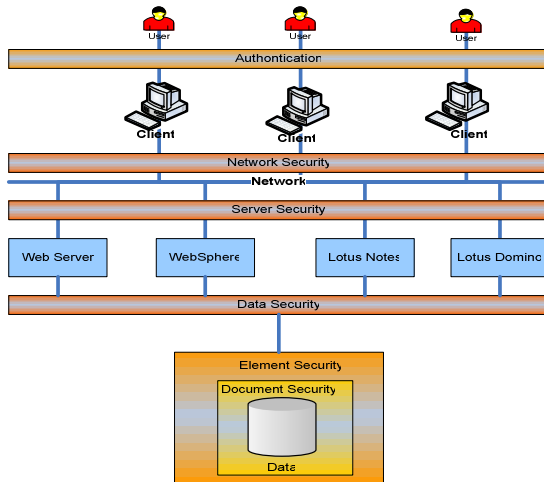 User User User
Authentication
Client Client Client
Network Security
Network
Server Security
Web Server WebSphere Lotus Notes Lotus Domino
Data Security
Element Security
Document Security
Data